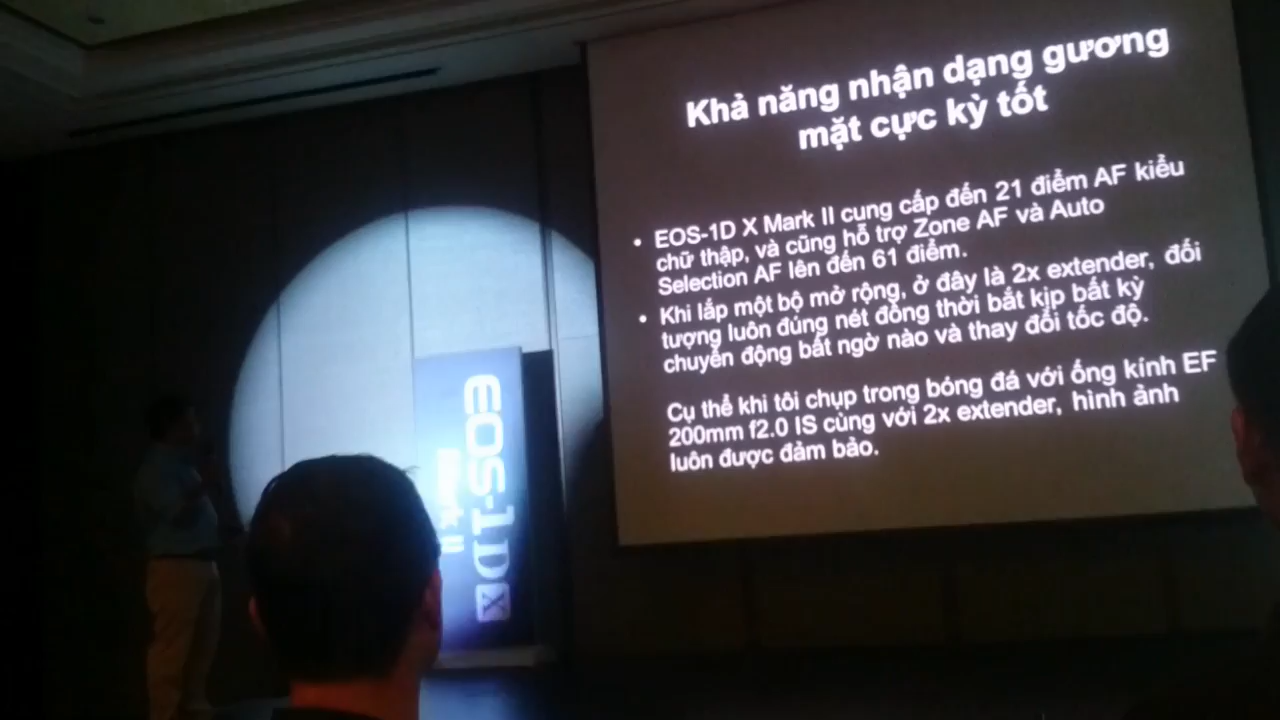 Khả năng nhận dạng gương
mặt cực kỳ tốt
• EOS-1D X Mark II cung cấp đến 21 điểm AF kiểu
chữ thập, và cũng hỗ trợ Zone AF và Auto
Selection AF lên đến 61 điểm.
• Khi lắp một bộ mở rộng, ở đây là 2x extender, đối
tượng luôn đúng nét đồng thời bắt kịp bất kỳ
chuyển động bất ngờ nào và thay đổi tốc độ.
Cụ thể khi tôi chụp trong bóng đá với ống kính EF
200mm f2.0 IS cùng với 2x extender, hình ảnh
luôn được đảm bảo.
EOS-1D X
Mark II